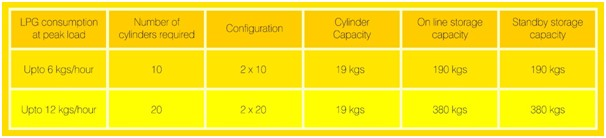 LPG consumption
at peak load
Number of
cylinders required
Configuration
Cylinder
Capacity
On line storage
capacity
Standby storage
capacity
Upto 6 kgs/hour
10
2 x 10
19 kgs
190 kgs
190 kgs
Upto 12 kgs/hour
20
2 x 20
19 kgs
380 kgs
380 kgs